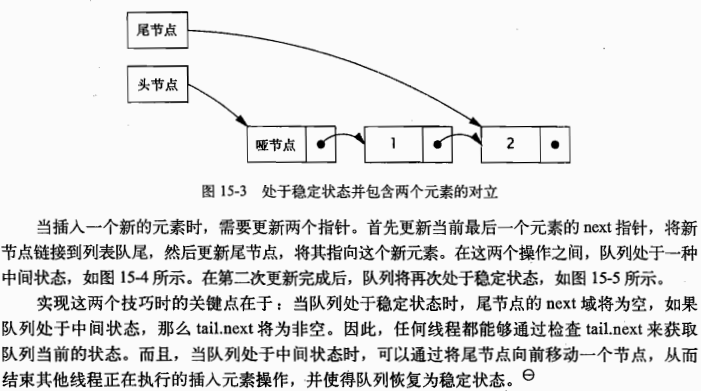 尾节点
头节点
哑节点
1
2
图 15-3 处于稳定状态并包含两个元素的对立
当插入一个新的元素时，需要更新两个指针。首先更新当前最后一个元素的 next 指针，将新
节点链接到列表队尾，然后更新尾节点，将其指向这个新元素。在这两个操作之间，队列处于一种
中间状态，如图 15-4 所示。在第二次更新完成后，队列将再次处于稳定状态，如图 15-5 所示。
实现这两个技巧时的关键点在于：当队列处于稳定状态时，尾节点的 next 域将为空，如果
队列处于中间状态，那么 tail.next 将为非空。因此，任何线程都能够通过检查 tail.next 来获取
队列当前的状态。而且，当队列处于中间状态时，可以通过将尾节点向前移动一个节点，从而
结束其他线程正在执行的插入元素操作，并使得队列恢复为稳定状态。㊀